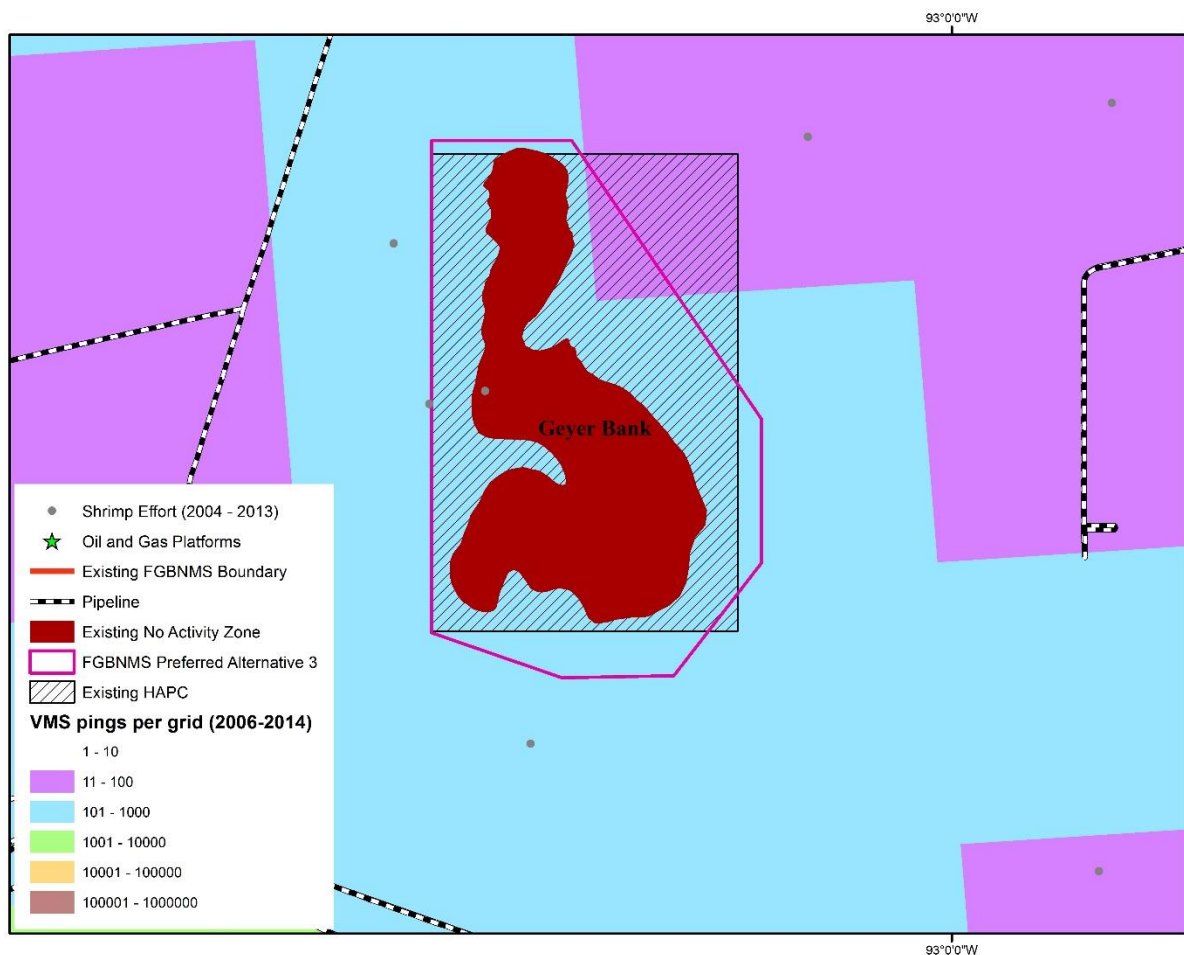 93°0'0"W
Geyer Bank
Shrimp Effort (2004 - 2013)
Oil and Gas Platforms
Existing FGBNMS Boundary
Pipeline
Existing No Activity Zone
FGBNMS Preferred Alternative 3
Existing HAPC
VMS pings per grid (2006-2014)
1 - 10
11 - 100
101 - 1000
1001 - 10000
10001 - 100000
100001 - 1000000
93°0'0"W